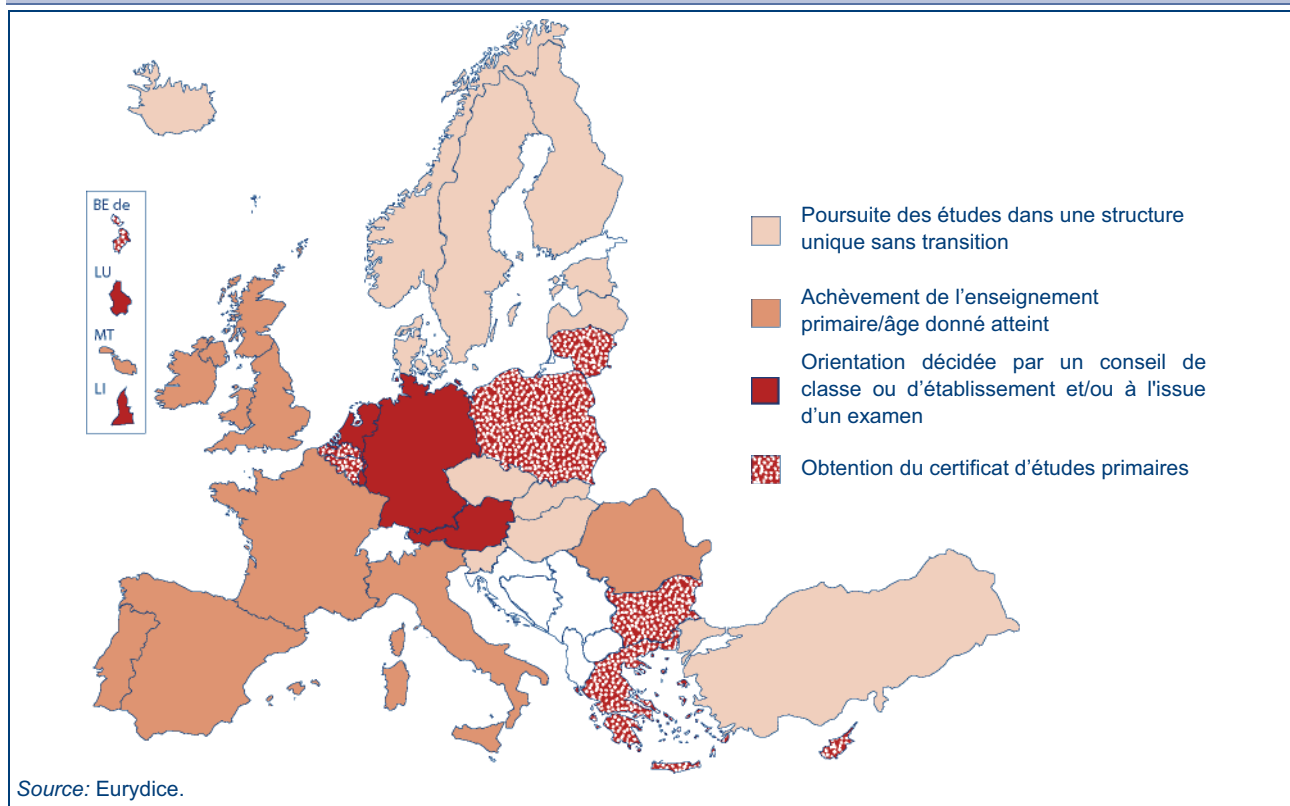 BE de
LU
MT
LI
Poursuite des études dans une structure
unique sans transition
Achèvement de l’enseignement
primaire/âge donné atteint
Orientation décidée par un conseil de
classe ou d’établissement et/ou à l'issue
d’un examen
Obtention du certificat d’études primaires
Source: Eurydice.